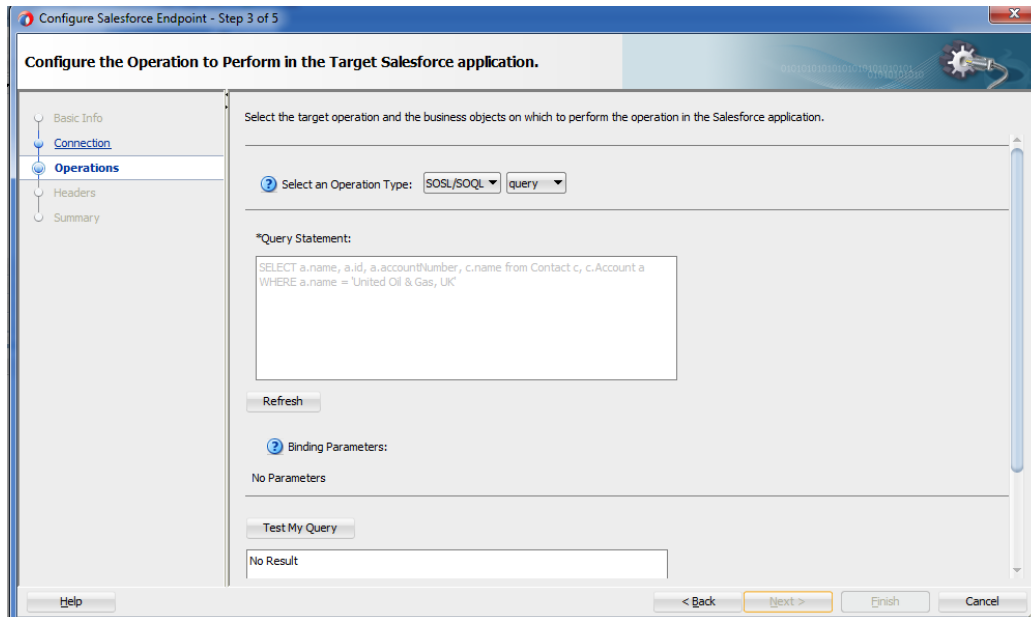 Configure Salesforce Endpoint - Step 3 of 5
Configure the Operation to Perform in the Target Salesforce application.
Basic Info
Connection
Operations
Headers
Summary
Select the target operation and the business objects on which to perform the operation in the Salesforce application.
? Select an Operation Type: SOSL/SOQL query
*Query Statement:
SELECT a.name, a.id, a.accountNumber, c.name from Contact c, c.Account a
WHERE a.name = 'United Oil & Gas, UK'
Refresh
? Binding Parameters:
No Parameters
Test My Query
No Result
Help
< Back
Next >
Finish
Cancel